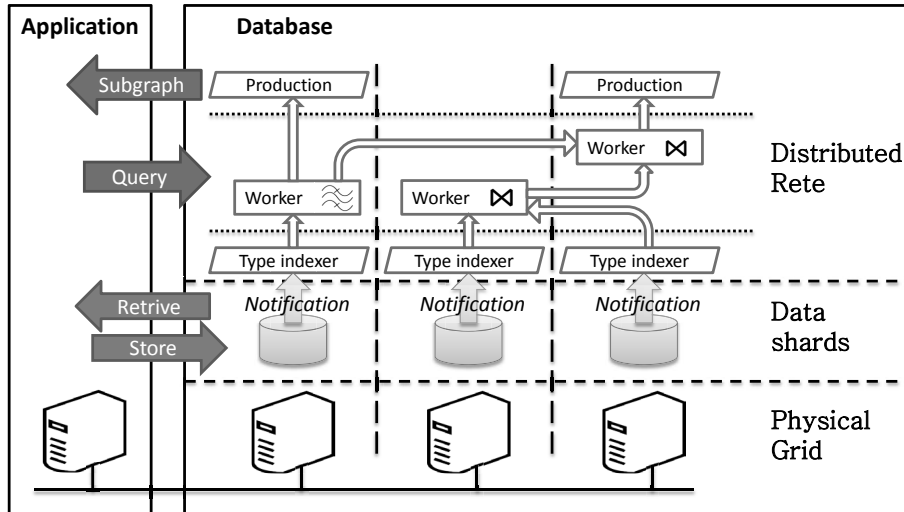 Application
Database
Subgraph
Production
Production
Worker
Query
Distributed
Rete
Worker
Worker
Type indexer
Type indexer
Type indexer
Retrive
Notification
Notification
Notification
Data
shards
Store
Physical
Grid